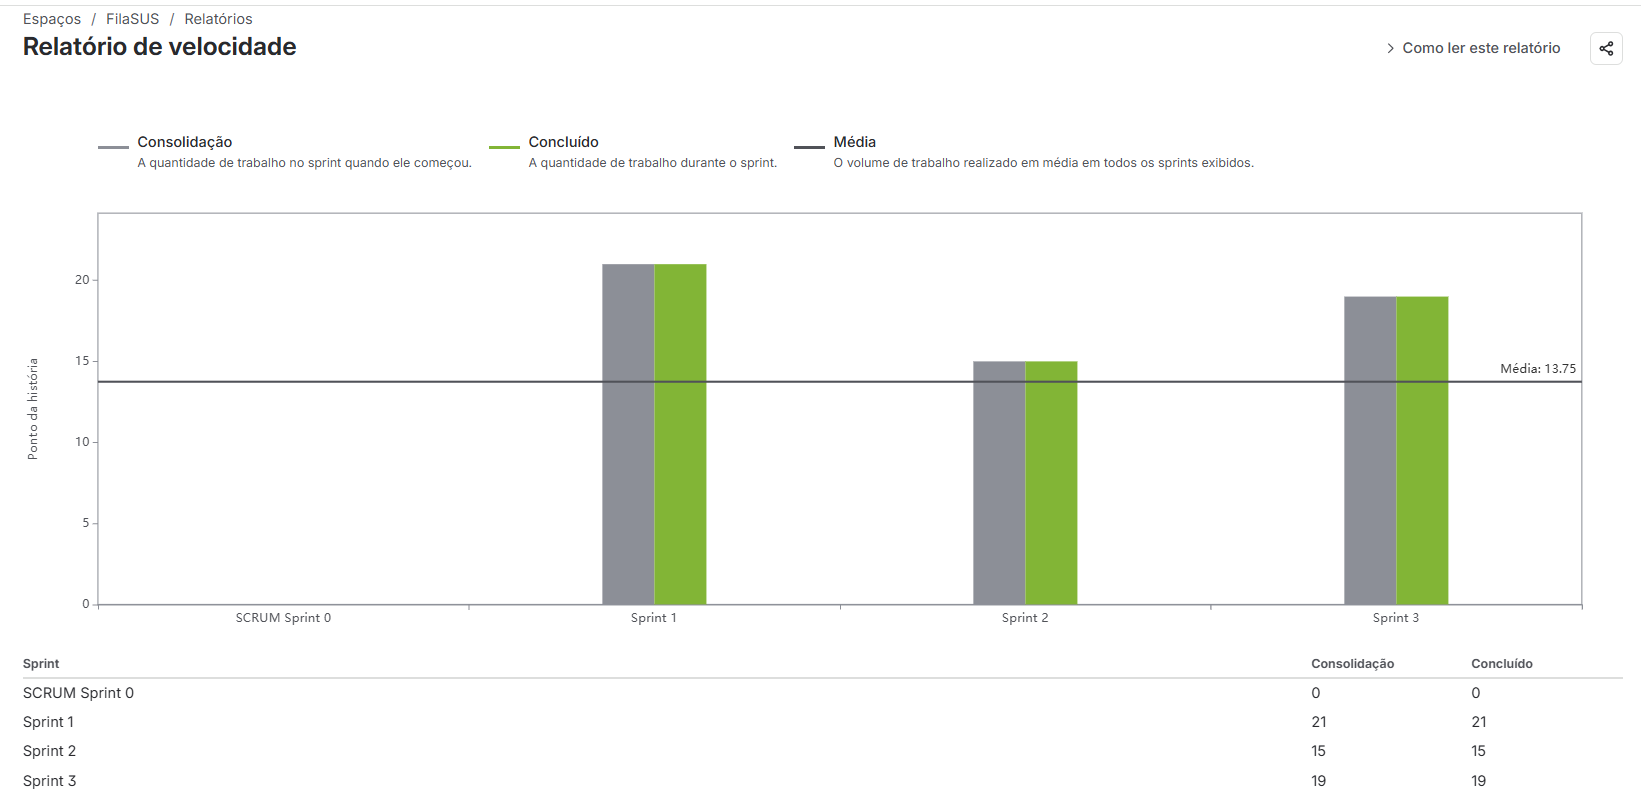 Espaços / FilaSUS / Relatórios
Relatório de velocidade
Como ler este relatório
Consolidação
A quantidade de trabalho no sprint quando ele começou.
Concluído
A quantidade de trabalho durante o sprint.
Média
O volume de trabalho realizado em média em todos os sprints exibidos.
Ponto da história
20
15
10
5
0
Média: 13.75
SCRUM Sprint 0
Sprint 1
Sprint 2
Sprint 3
Sprint Consolidação Concluído
SCRUM Sprint 0 0 0
Sprint 1 21 21
Sprint 2 15 15
Sprint 3 19 19